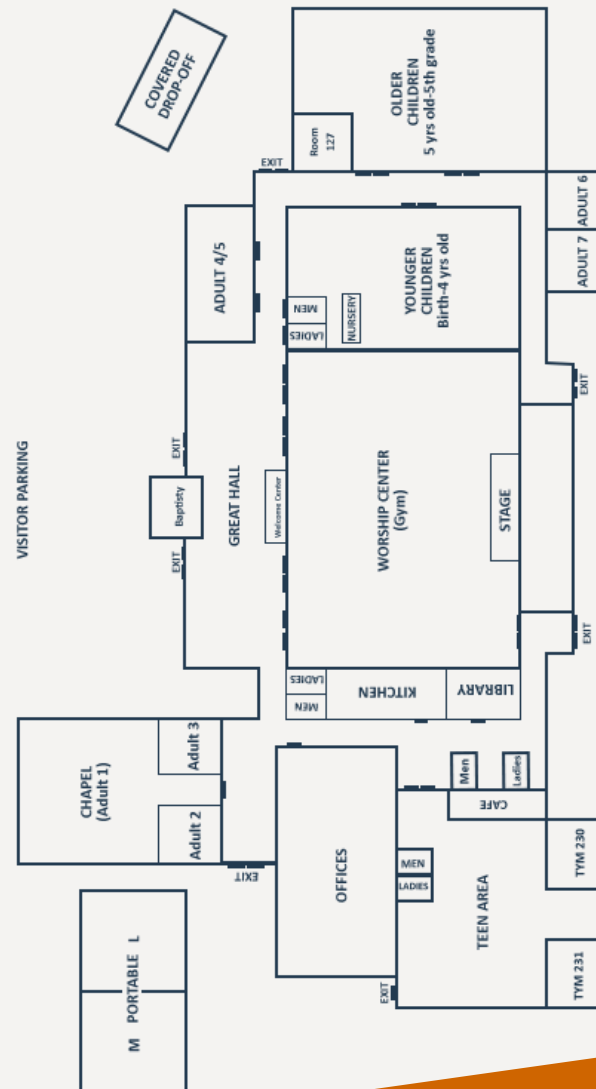 COVERED
DROP-OFF
OLDER
CHILDREN
5 yrs old-5th grade
Room
127
EXIT
ADULT 6
ADULT 7
ADULT 4/5
YOUNGER
CHILDREN
Birth-4 yrs old
MEN
LADIES
NURSERY
VISITOR PARKING
EXIT
Baptisty
EXIT
GREAT HALL
Welcome Center
WORSHIP CENTER
(Gym)
STAGE
EXIT
EXIT
LADIES
MEN
KITCHEN
LIBRARY
CHAPEL
(Adult 1)
Adult 3
Adult 2
EXIT
OFFICES
Men
Ladies
CAFE
MEN
LADIES
TEEN AREA
TYM 230
TYM 231
EXIT
M PORTABLE L